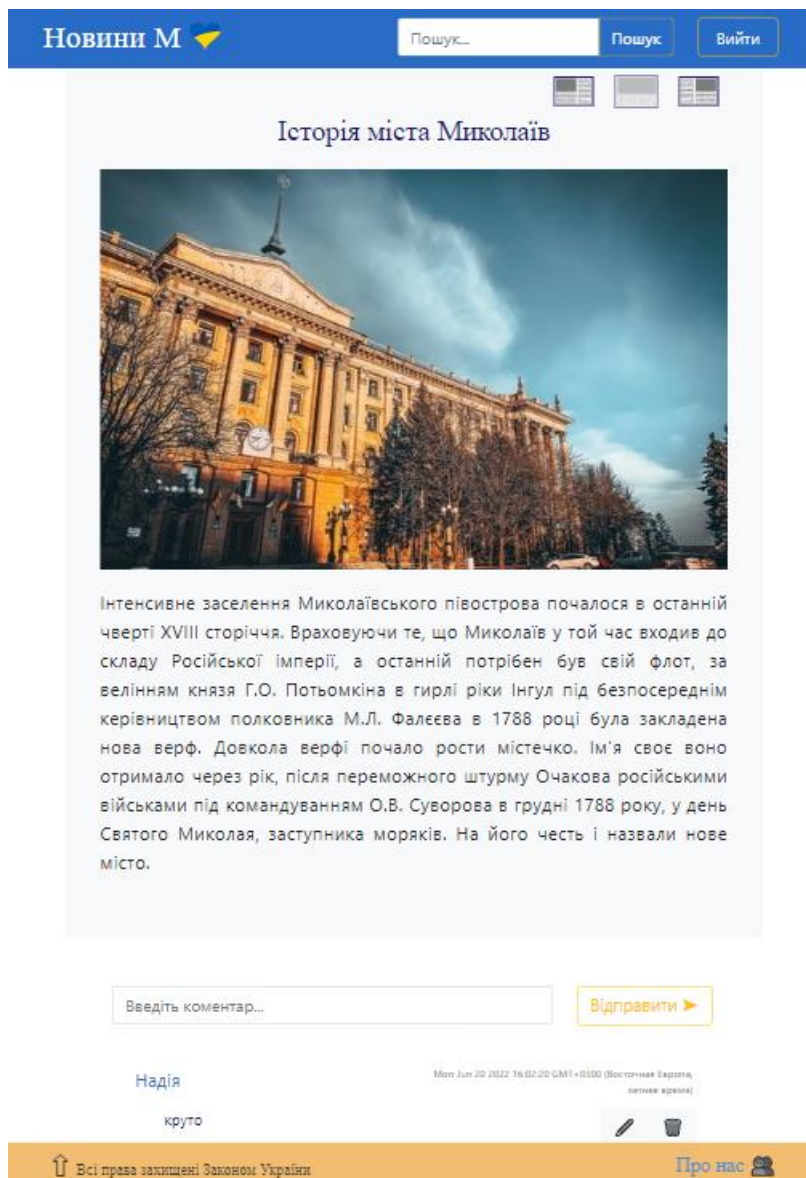 Новини М
Пошук...
Пошук
Вийти
Історія міста Миколаїв
Інтенсивне заселення Миколаївського півострова почалося в останній
чверті XVIII сторіччя. Враховуючи те, що Миколаїв у той час входив до
складу Російської імперії, а останній потрібен був свій флот, за
велінням князя Г.О. Потьомкіна в гирлі ріки Інгул під безпосереднім
керівництвом полковника М.Л. Фалєєва в 1788 році була закладена
нова верф. Довкола верфі почало рости містечко. Ім'я своє воно
отримало через рік, після переможного штурму Очакова російськими
військами під командуванням О.В. Суворова в грудні 1788 року, у день
Святого Миколая, заступника моряків. На його честь і назвали нове
місто.
Введіть коментар...
Відправити ➤
Надія
Mon Jun 20 2022 16:02:20 GMT+0300 (Восточная Европа,
летнее время)
круто
⇧ Всі права захищені Законом України
Про нас